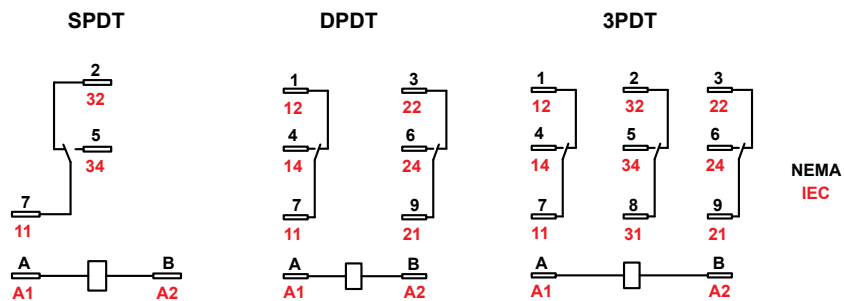 SPDT DPDT 3PDT
2
32
5
34
7
11
A B
A1 A2
1 3
12 22
4 6
14 24
7 9
11 21
A B
A1 A2
1 2 3
12 32 22
4 5 6
14 34 24
7 8 9
11 31 21
A B
A1 A2
NEMA
IEC